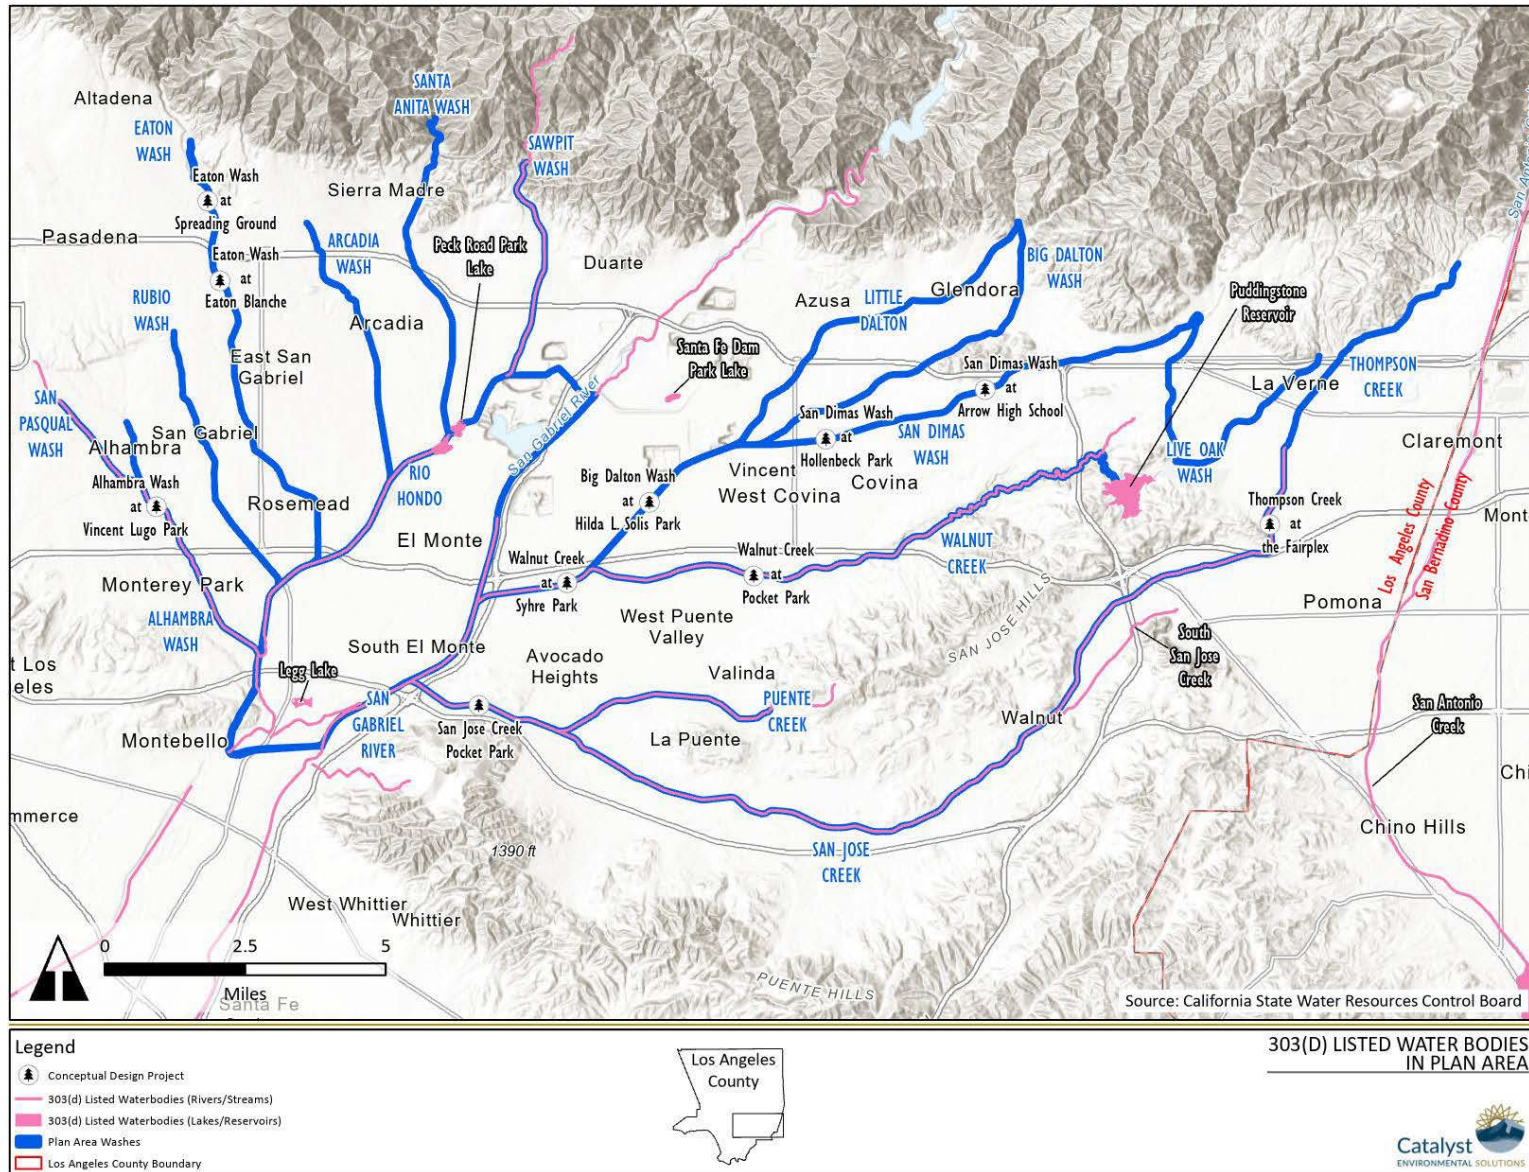 Altadena
EATON
WASH
SANTA
ANITA WASH
SAWPIT
WASH
Eaton Wash
at
Spreading Ground
Sierra Madre
Pasadena
ARCADIA
WASH
Peck Road Park
Lake
Duarte
Eaton Wash
at
Eaton Blanche
RUBIO
WASH
Arcadia
Azusa
LITTLE
DALTON
Glendora
BIG DALTON
WASH
Puddingstone
Reservoir
East San
Gabriel
Santa Fe Dam
Park Lake
San Gabriel River
San Dimas Wash
at
Arrow High School
La Verne
THOMPSON
CREEK
SAN
PASQUAL
WASH
Alhambra
San Gabriel
San Dimas Wash
at
Hollenbeck Park
SAN DIMAS
WASH
LIVE OAK
WASH
Claremont
Alhambra Wash
at
Vincent Lugo Park
Rosemead
RIO
HONDO
Big Dalton Wash
at
Hilda L. Solis Park
Vincent
West Covina
Covina
Thompson Creek
at
the Fairplex
Mont
El Monte
Walnut Creek
at
Syhre Park
Walnut Creek
at
Pocket Park
WALNUT
CREEK
Los Angeles County
San Bernadino County
Monterey Park
ALHAMBRA
WASH
West Puente
Valley
SAN JOSE HILLS
Pomona
South El Monte
Avocado
Heights
Valinda
South
San Jose
Creek
t Los
eles
Legg Lake
SAN
GABRIEL
RIVER
PUENTE
CREEK
Walnut
San Antonio
Creek
Montebello
San Jose Creek
Pocket Park
La Puente
Chi
mmerce
1390 ft
SAN JOSE
CREEK
Chino Hills
West Whittier
Whittier
0
2.5
5
Miles
Santa Fe
PUENTE HILLS
Source: California State Water Resources Control Board
Legend
Conceptual Design Project
303(d) Listed Waterbodies (Rivers/Streams)
303(d) Listed Waterbodies (Lakes/Reservoirs)
Plan Area Washes
Los Angeles County Boundary
Los Angeles
County
303(D) LISTED WATER BODIES
IN PLAN AREA
Catalyst
ENVIRONMENTAL SOLUTIONS